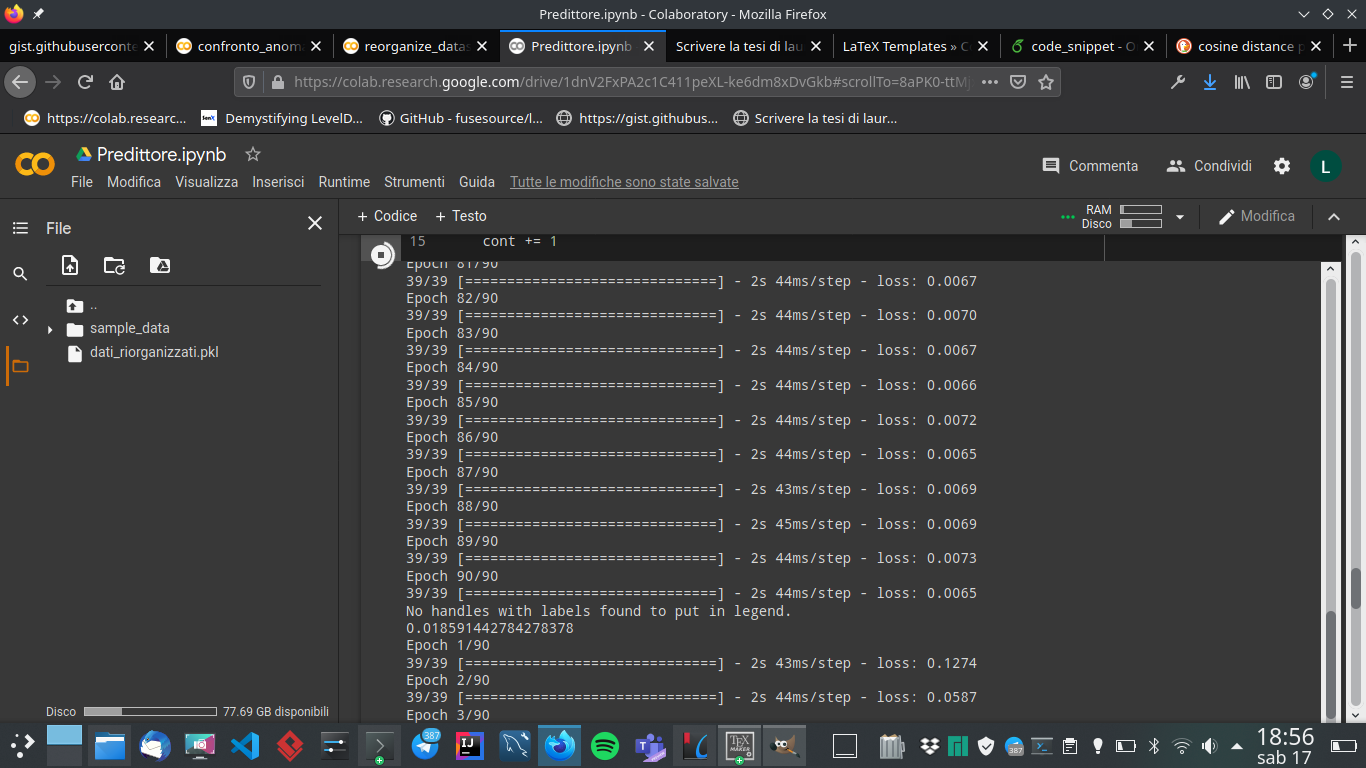 Predittore.ipynb - Colaboratory - Mozilla Firefox
gist.githubuserconte
confronto_anoma
reorganize_datas
Predittore.ipynb
Scrivere la tesi di lau
LaTeX Templates » C
code_snippet - O
cosine distance p
https://colab.research.google.com/drive/1dnV2FxPA2c1C411peXL-ke6dm8xDvGkb#scrollTo=8aPK0-ttMj
https://colab.researc...
Demystifying LevelD...
GitHub - fusesource/l...
https://gist.githubus...
Scrivere la tesi di laur...
Predittore.ipynb
Commenta
Condividi
L
File Modifica Visualizza Inserisci Runtime Strumenti Guida Tutte le modifiche sono state salvate
File
+ Codice + Testo
RAM
Disco
Modifica
..
sample_data
dati_riorganizzati.pkl
Disco 77.69 GB disponibili
15 cont += 1
Epoch 81/90
39/39 [==============================] - 2s 44ms/step - loss: 0.0067
Epoch 82/90
39/39 [==============================] - 2s 44ms/step - loss: 0.0070
Epoch 83/90
39/39 [==============================] - 2s 44ms/step - loss: 0.0067
Epoch 84/90
39/39 [==============================] - 2s 44ms/step - loss: 0.0066
Epoch 85/90
39/39 [==============================] - 2s 44ms/step - loss: 0.0072
Epoch 86/90
39/39 [==============================] - 2s 44ms/step - loss: 0.0065
Epoch 87/90
39/39 [==============================] - 2s 43ms/step - loss: 0.0069
Epoch 88/90
39/39 [==============================] - 2s 45ms/step - loss: 0.0069
Epoch 89/90
39/39 [==============================] - 2s 44ms/step - loss: 0.0073
Epoch 90/90
39/39 [==============================] - 2s 44ms/step - loss: 0.0065
No handles with labels found to put in legend.
0.018591442784278378
Epoch 1/90
39/39 [==============================] - 2s 43ms/step - loss: 0.1274
Epoch 2/90
39/39 [==============================] - 2s 44ms/step - loss: 0.0587
Epoch 3/90
387
IJ
TEX
MAKER
387
18:56
sab 17